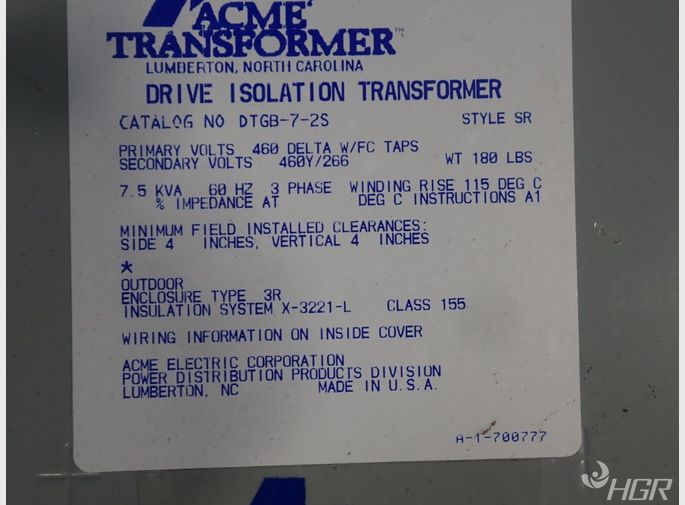 ACME
TRANSFORMER™
LUMBERTON, NORTH CAROLINA
DRIVE ISOLATION TRANSFORMER
CATALOG NO DTGB-7-2S STYLE SR
PRIMARY VOLTS 460 DELTA W/FC TAPS
SECONDARY VOLTS 460Y/266 WT 180 LBS
7.5 KVA 60 HZ 3 PHASE WINDING RISE 115 DEG C
% IMPEDANCE AT DEG C INSTRUCTIONS A1
MINIMUM FIELD INSTALLED CLEARANCES:
SIDE 4 INCHES, VERTICAL 4 INCHES
*
OUTDOOR
ENCLOSURE TYPE 3R
INSULATION SYSTEM X-3221-L CLASS 155
WIRING INFORMATION ON INSIDE COVER
ACME ELECTRIC CORPORATION
POWER DISTRIBUTION PRODUCTS DIVISION
LUMBERTON, NC MADE IN U.S.A.
A-1-700777
HGR